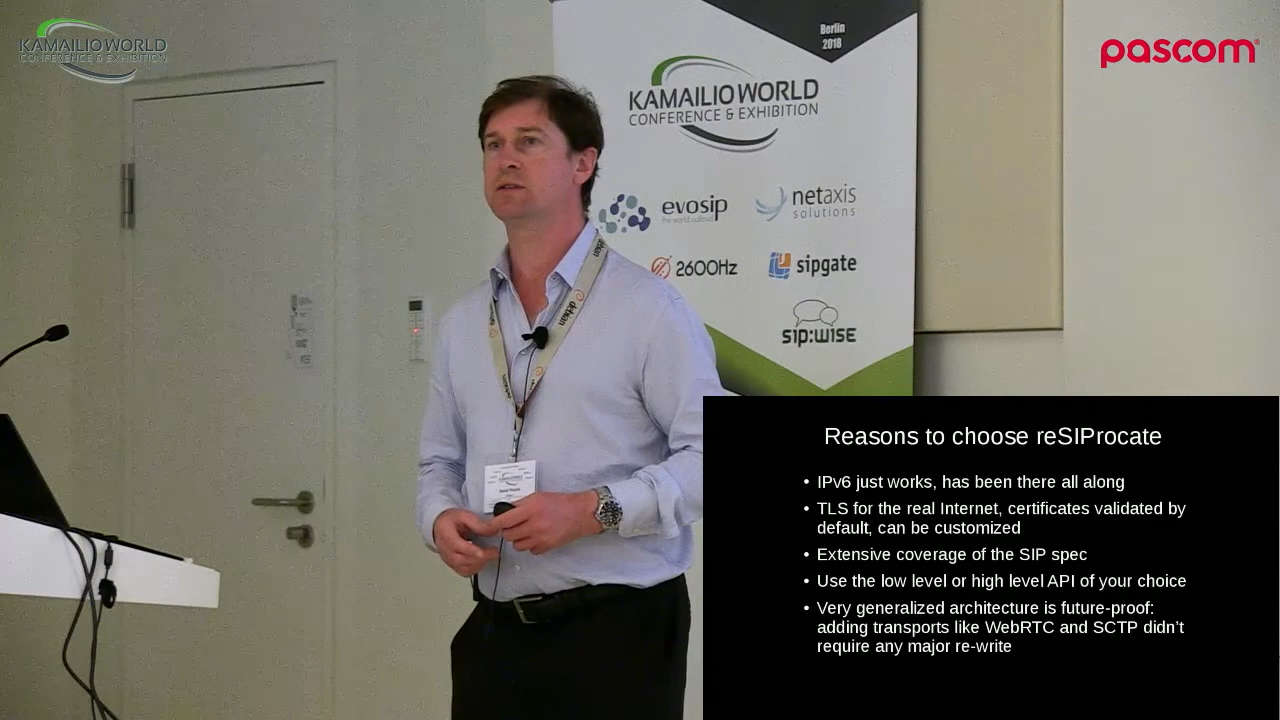 KAMAILIO WORLD
CONFERENCE & EXHIBITION
pascom
Berlin
2018
KAMAILIO WORLD
CONFERENCE & EXHIBITION
evosip
netaxis
solutions
2600Hz
sipgate
sip:wise
debian
Reasons to choose reSIProcate
• IPv6 just works, has been there all along
• TLS for the real Internet, certificates validated by
default, can be customized
• Extensive coverage of the SIP spec
• Use the low level or high level API of your choice
• Very generalized architecture is future-proof:
adding transports like WebRTC and SCTP didn't
require any major re-write